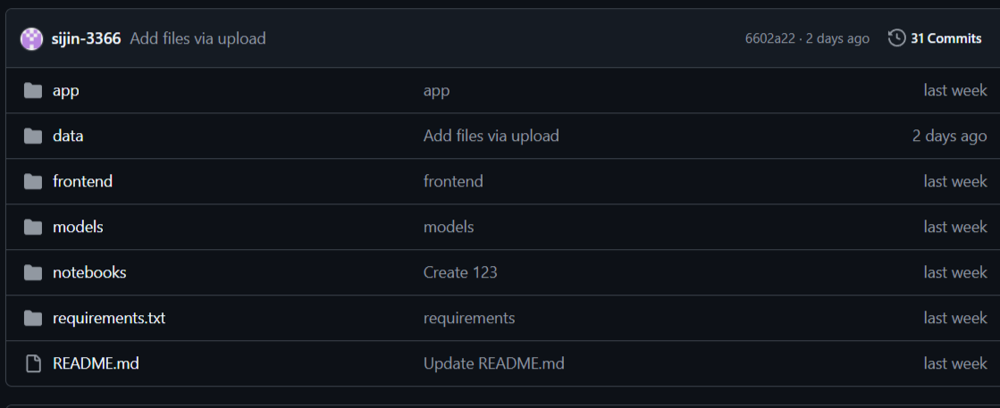 sijin-3366 Add files via upload 6602a22 · 2 days ago 31 Commits
app app last week
data Add files via upload 2 days ago
frontend frontend last week
models models last week
notebooks Create 123 last week
requirements.txt requirements last week
README.md Update README.md last week